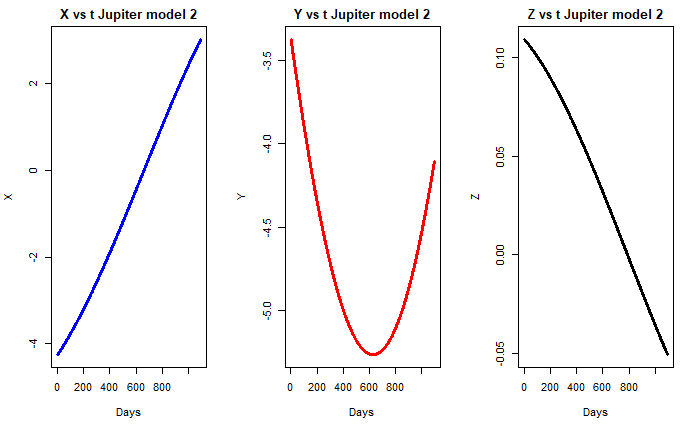 X vs t Jupiter model 2
X
2
0
-2
-4
0 200 400 600 800
Days
Y vs t Jupiter model 2
Y
-3.5
-4.0
-4.5
-5.0
0 200 400 600 800
Days
Z vs t Jupiter model 2
Z
0.10
0.05
0.00
-0.05
0 200 400 600 800
Days